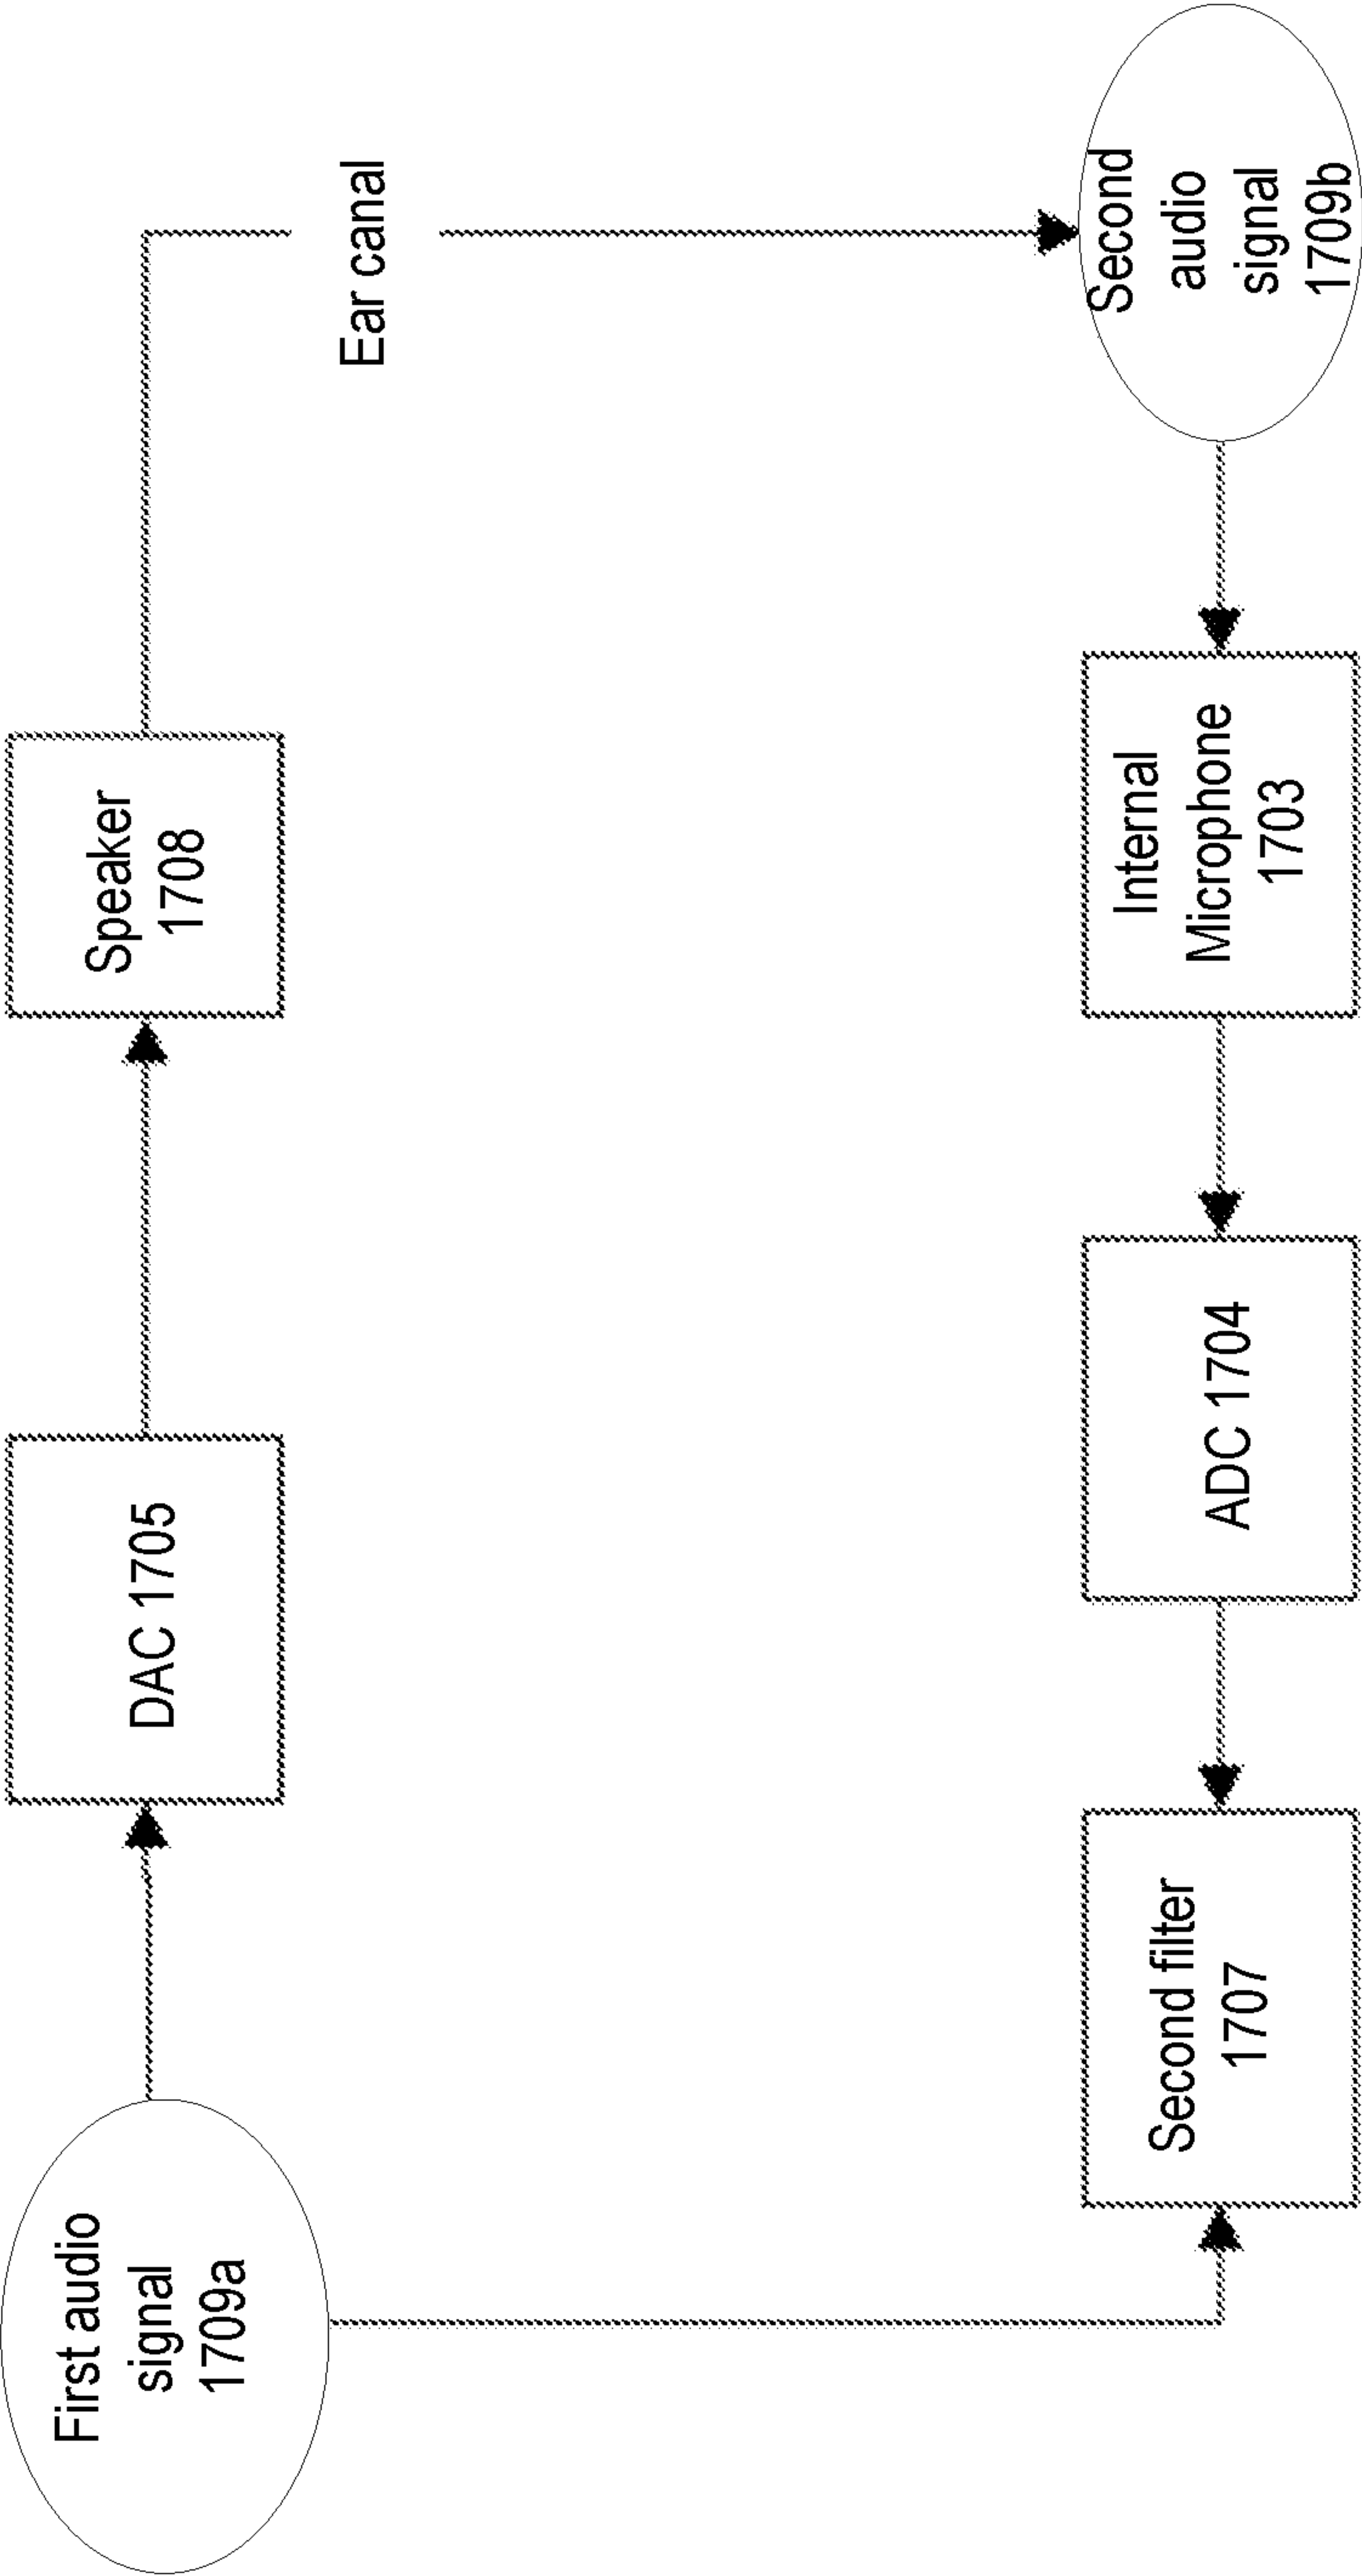 First audio
signal
1709a
DAC 1705
Speaker
1708
Ear canal
Second
audio
signal
1709b
Internal
Microphone
1703
ADC 1704
Second filter
1707